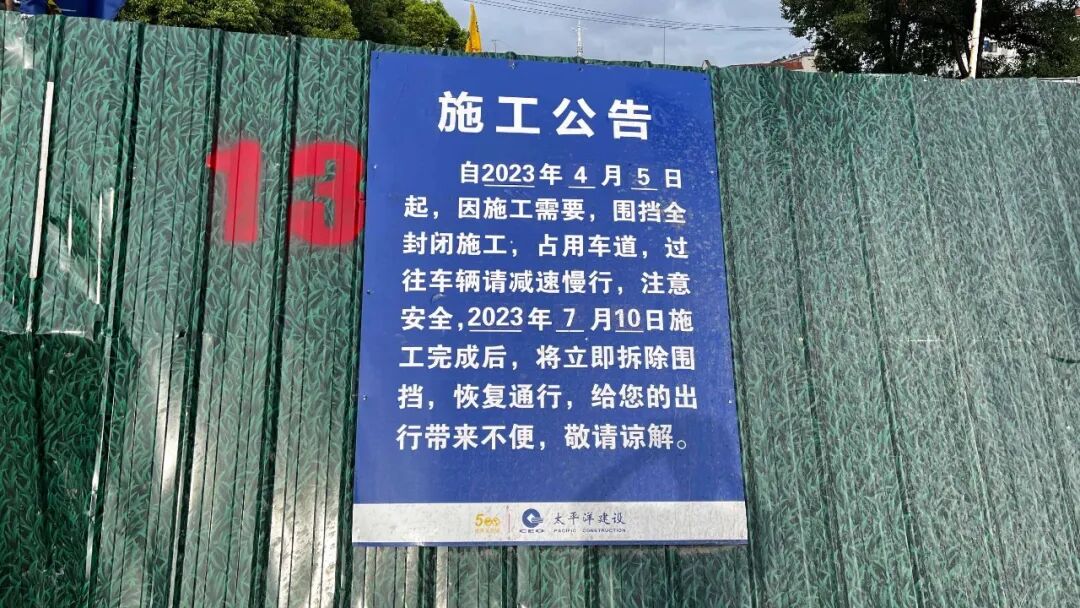 施工公告
13
自2023年 4 月 5 日
起，因施工需要，围挡全
封闭施工，占用车道，过
往车辆请减速慢行，注意
安全，2023年 7 月10日施
工完成后，将立即拆除围
挡，恢复通行，给您的出
行带来不便，敬请谅解。
500
CEG
太平洋建设
PACIFIC CONSTRUCTION